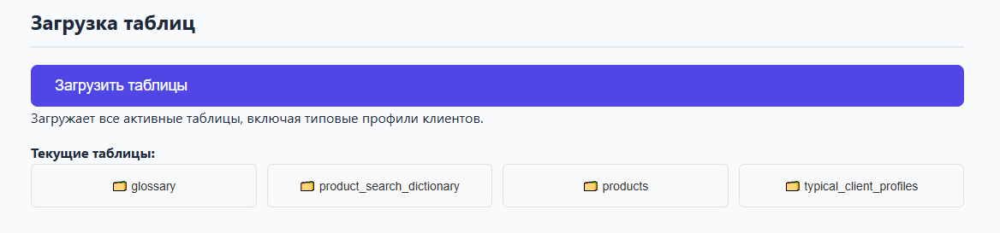 Загрузка таблиц
Загрузить таблицы
Загружает все активные таблицы, включая типовые профили клиентов.
Текущие таблицы:
glossary
product_search_dictionary
products
typical_client_profiles